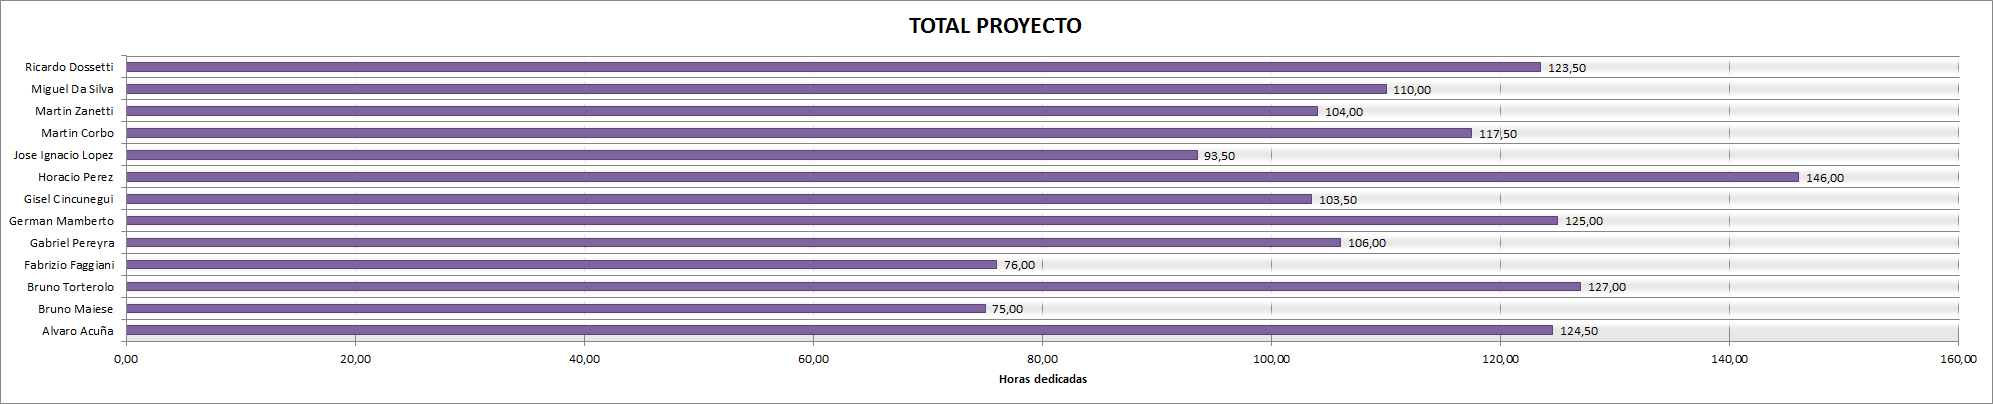 TOTAL PROYECTO
Ricardo Dossetti 123,50
Miguel Da Silva 110,00
Martin Zanetti 104,00
Martin Corbo 117,50
Jose Ignacio Lopez 93,50
Horacio Perez 146,00
Gisel Cincunegui 103,50
German Mamberto 125,00
Gabriel Pereyra 106,00
Fabrizio Faggiani 76,00
Bruno Torterolo 127,00
Bruno Maiese 75,00
Alvaro Acuña 124,50
0,00 20,00 40,00 60,00 80,00 100,00 120,00 140,00 160,00
Horas dedicadas